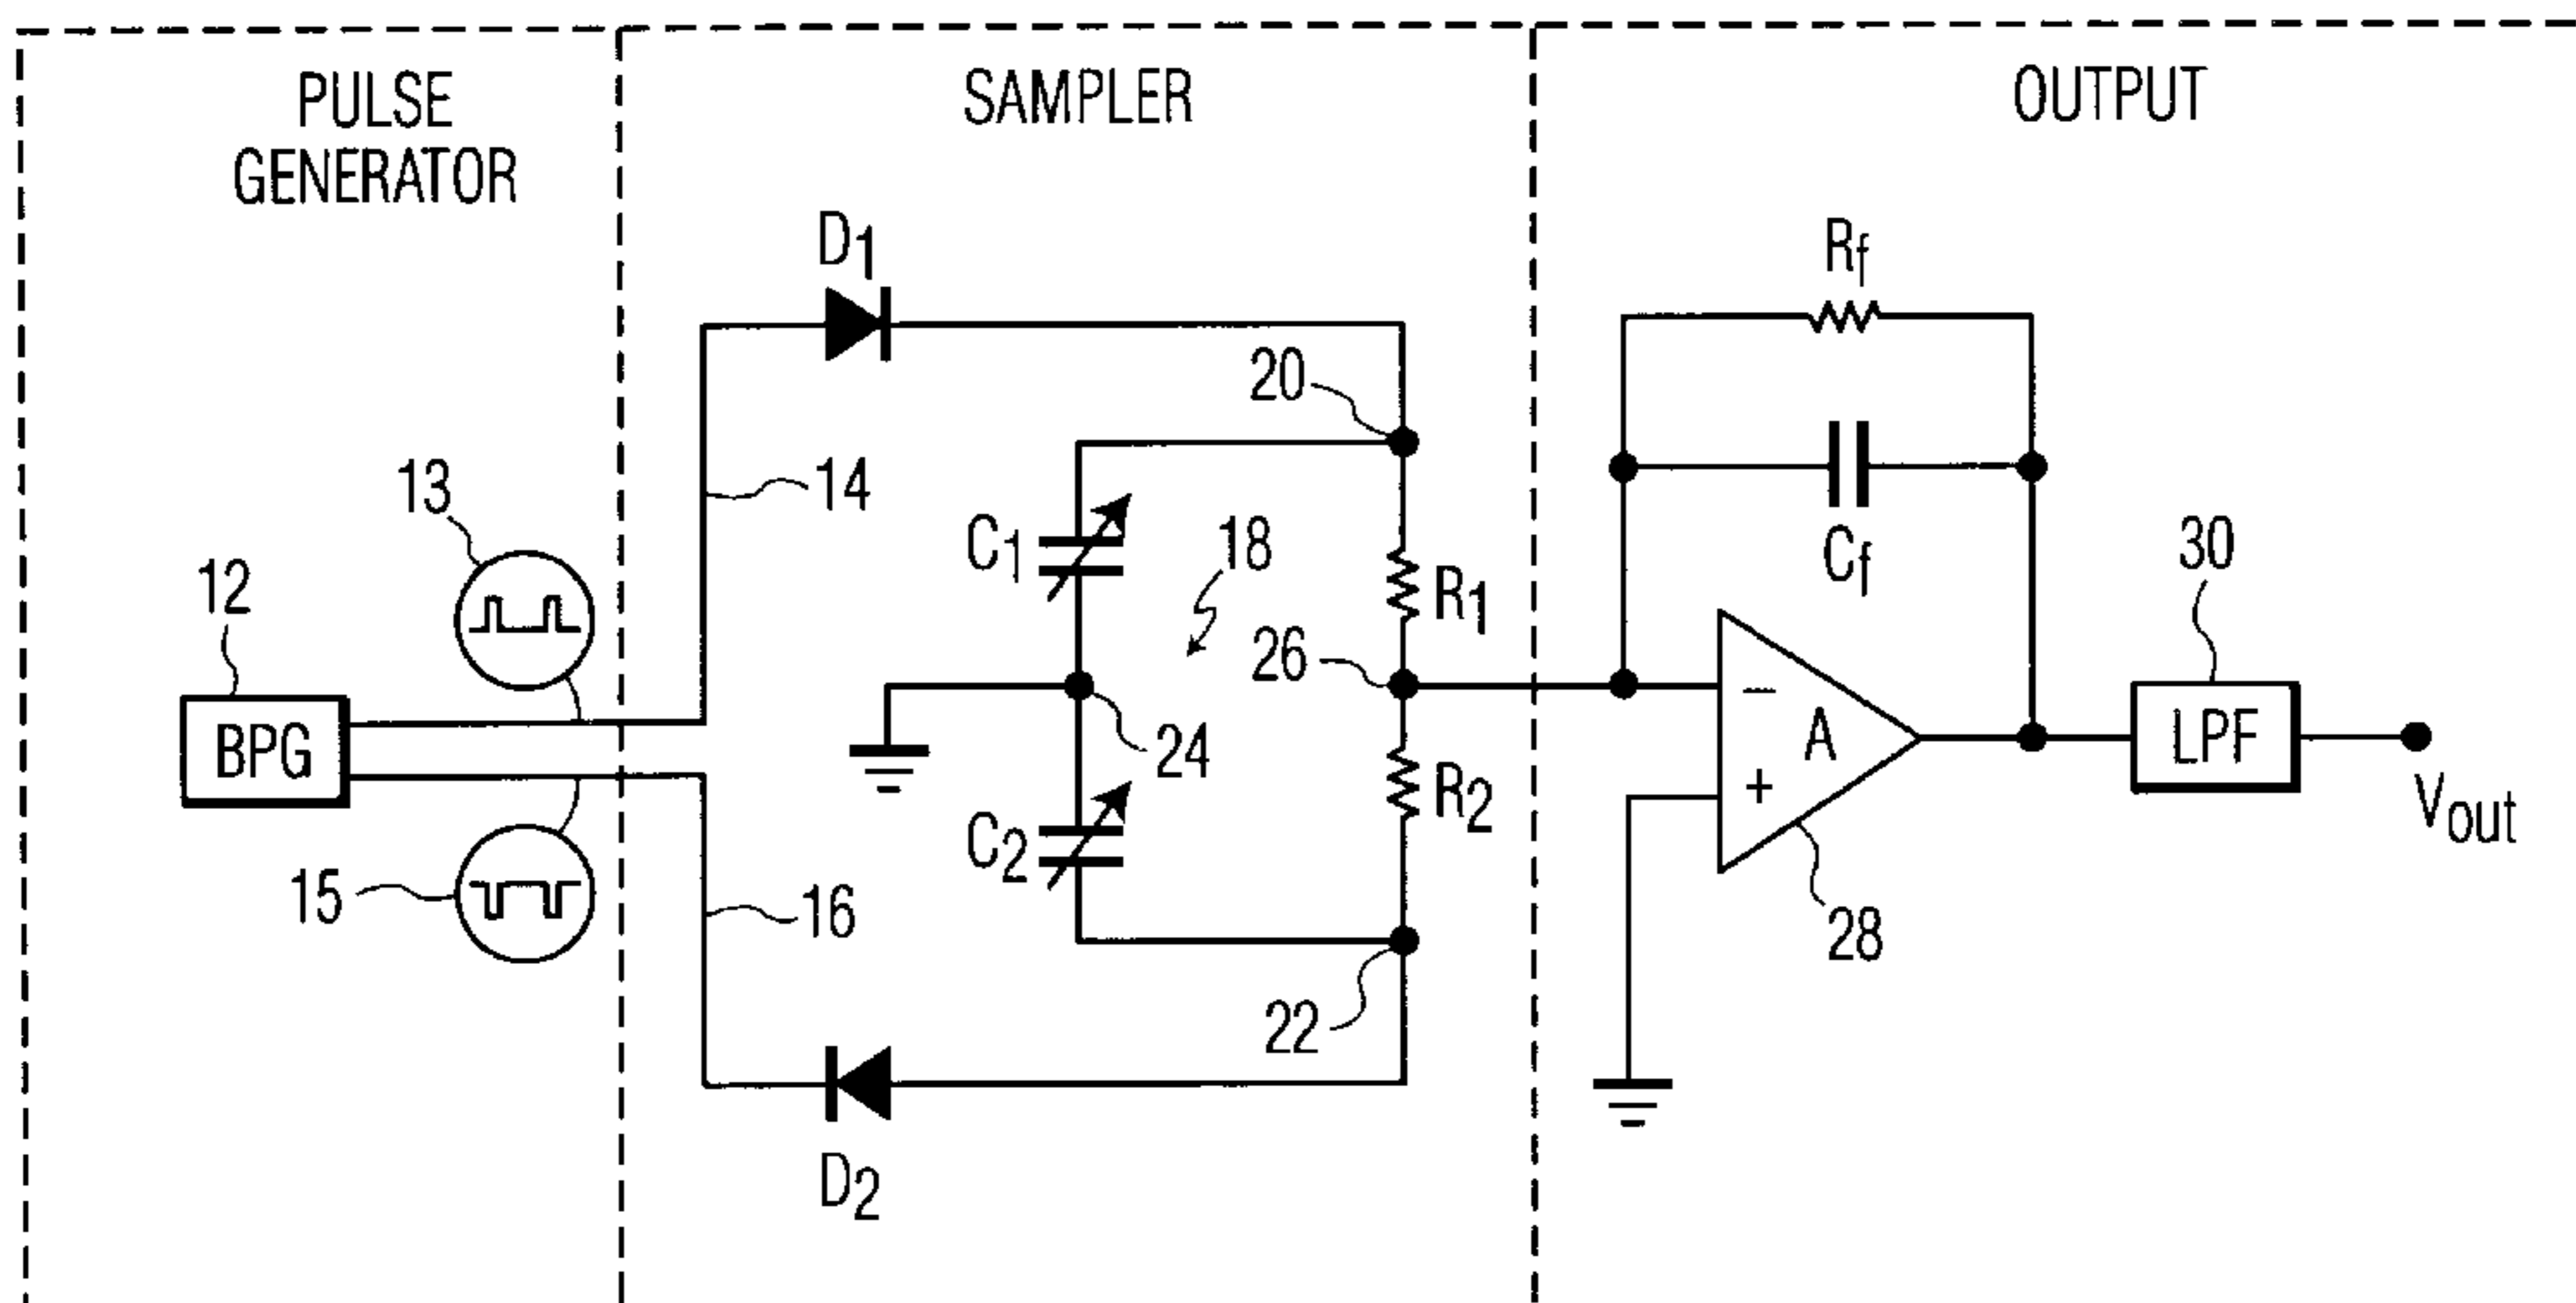 PULSE
GENERATOR
SAMPLER
OUTPUT
D1
Rf
20
13
14
C1
18
Cf
30
12
R1
26
BPG
24
A
−
+
LPF
C2
R2
Vout
15
16
28
22
D2